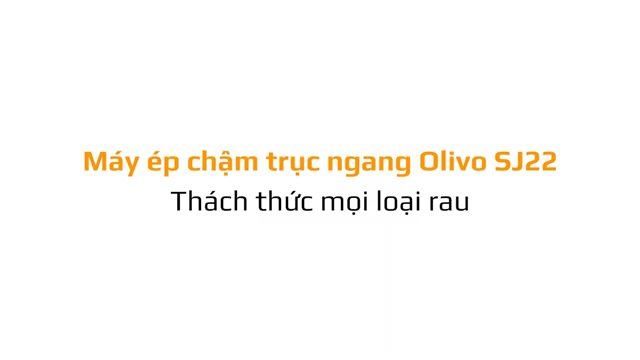 Máy ép chậm trục ngang Olivo SJ22
Thách thức mọi loại rau